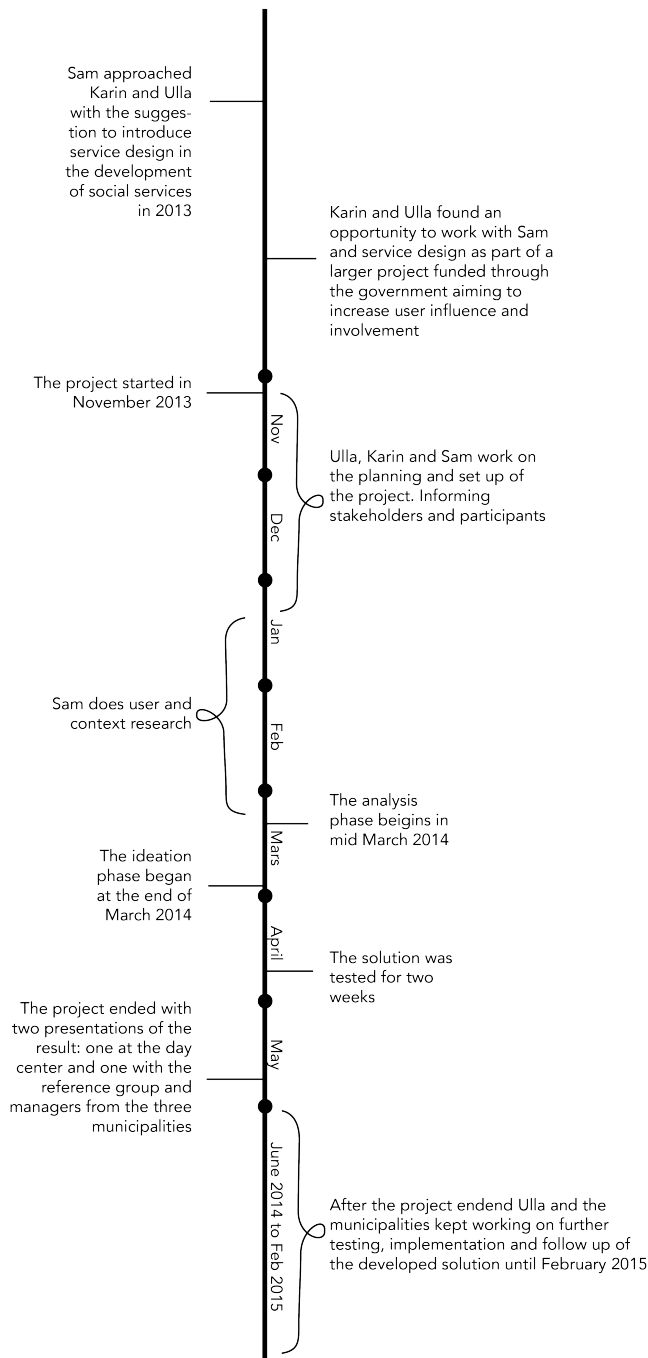 Sam approached
Karin and Ulla
with the sugges-
tion to introduce
service design in
the development
of social services
in 2013
Karin and Ulla found an
opportunity to work with Sam
and service design as part of a
larger project funded through
the government aiming to
increase user influence and
involvement
The project started in
November 2013
Nov
Ulla, Karin and Sam work on
the planning and set up of
the project. Informing
stakeholders and participants
Dec
Jan
Sam does user and
context research
Feb
The analysis
phase beigins in
mid March 2014
Mars
The ideation
phase began
at the end of
March 2014
April
The solution was
tested for two
weeks
The project ended with
two presentations of the
result: one at the day
center and one with the
reference group and
managers from the three
municipalities
May
June 2014 to Feb 2015
After the project endend Ulla and the
municipalities kept working on further
testing, implementation and follow up of
the developed solution until February 2015